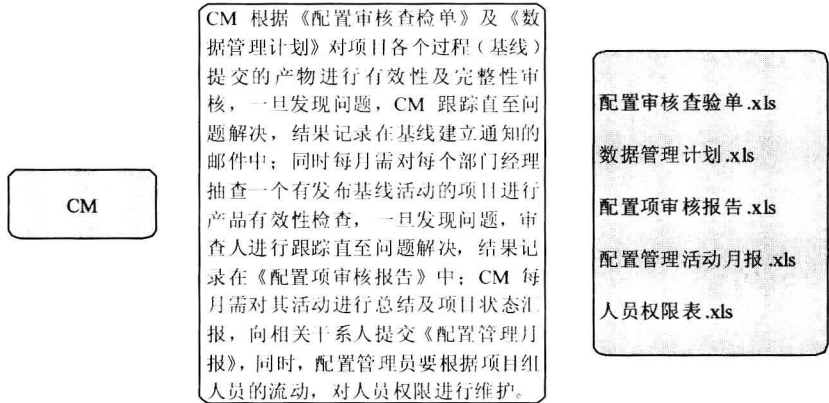 CM
CM 根据《配置审核查检单》及《数
据管理计划》对项目各个过程（基线）
提交的产物进行有效性及完整性审
核，一旦发现问题，CM 跟踪直至问
题解决，结果记录在基线建立通知的
邮件中；同时每月需对每个部门经理
抽查一个有发布基线活动的项目进行
产品有效性检查，一旦发现问题，审
查人进行跟踪直至问题解决，结果记
录在《配置项审核报告》中；CM 每
月需对其活动进行总结及项目状态汇
报，向相关干系人提交《配置管理月
报》，同时，配置管理员要根据项目组
人员的流动，对人员权限进行维护。
配置审核查验单.xls
数据管理计划.xls
配置项审核报告.xls
配置管理活动月报.xls
人员权限表.xls